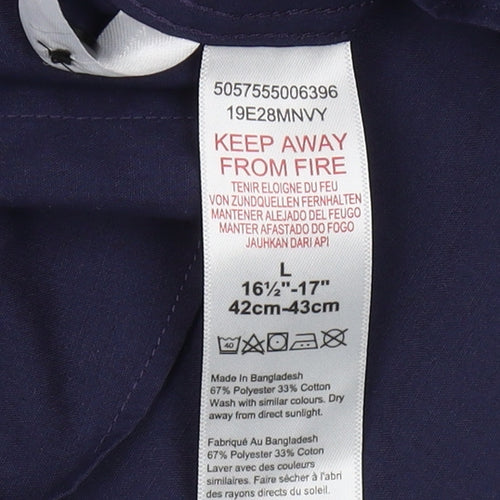 5057555006396
19E28MNVY
KEEP AWAY
FROM FIRE
TENIR ELOIGNE DU FEU
VON ZUNDQUELLEN FERNHALTEN
MANTENER ALEJADO DEL FEUGO
MANTER AFASTADO DO FOGO
JAUHKAN DARI API
L
16½"-17"
42cm-43cm
40
Made In Bangladesh
67% Polyester 33% Cotton
Wash with similar colours. Dry
away from direct sunlight.
Fabriqué Au Bangladesh
67% Polyester 33% Coton
Laver avec des couleurs
similaires. Faire sécher à l'abri
des rayons directs du soleil.